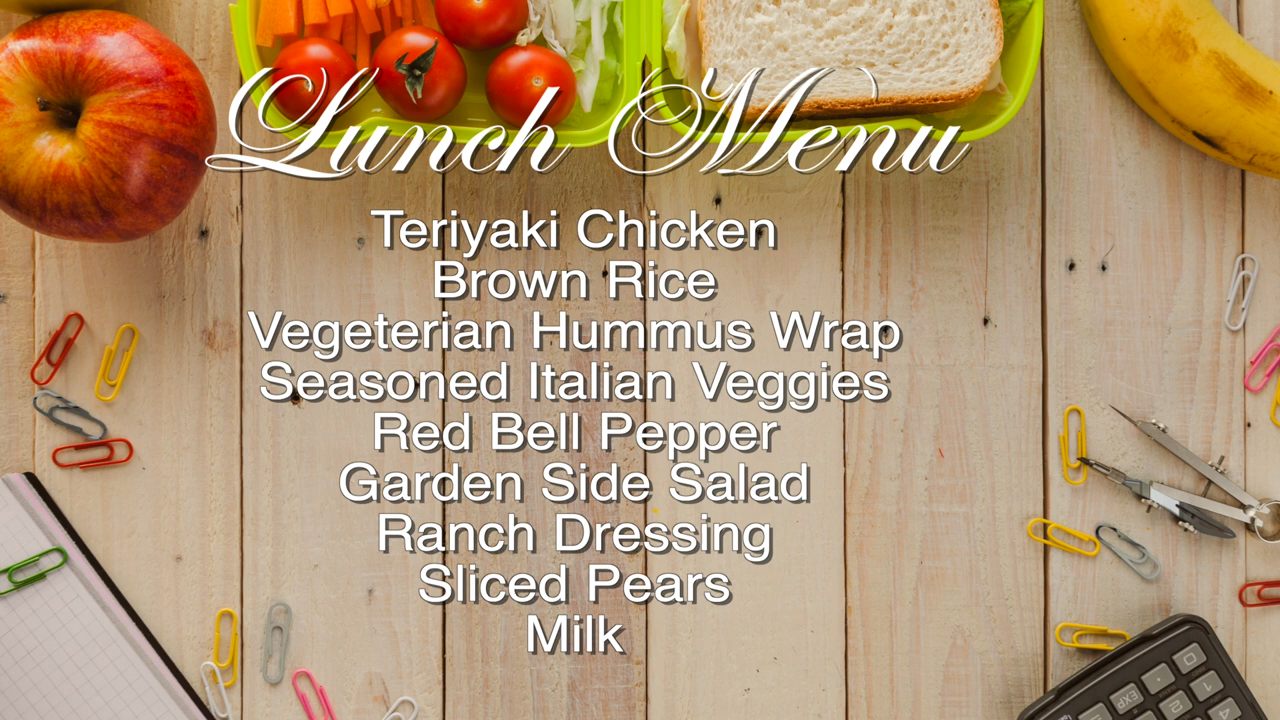 Lunch Menu
Teriyaki Chicken
Brown Rice
Vegeterian Hummus Wrap
Seasoned Italian Veggies
Red Bell Pepper
Garden Side Salad
Ranch Dressing
Sliced Pears
Milk
EXP